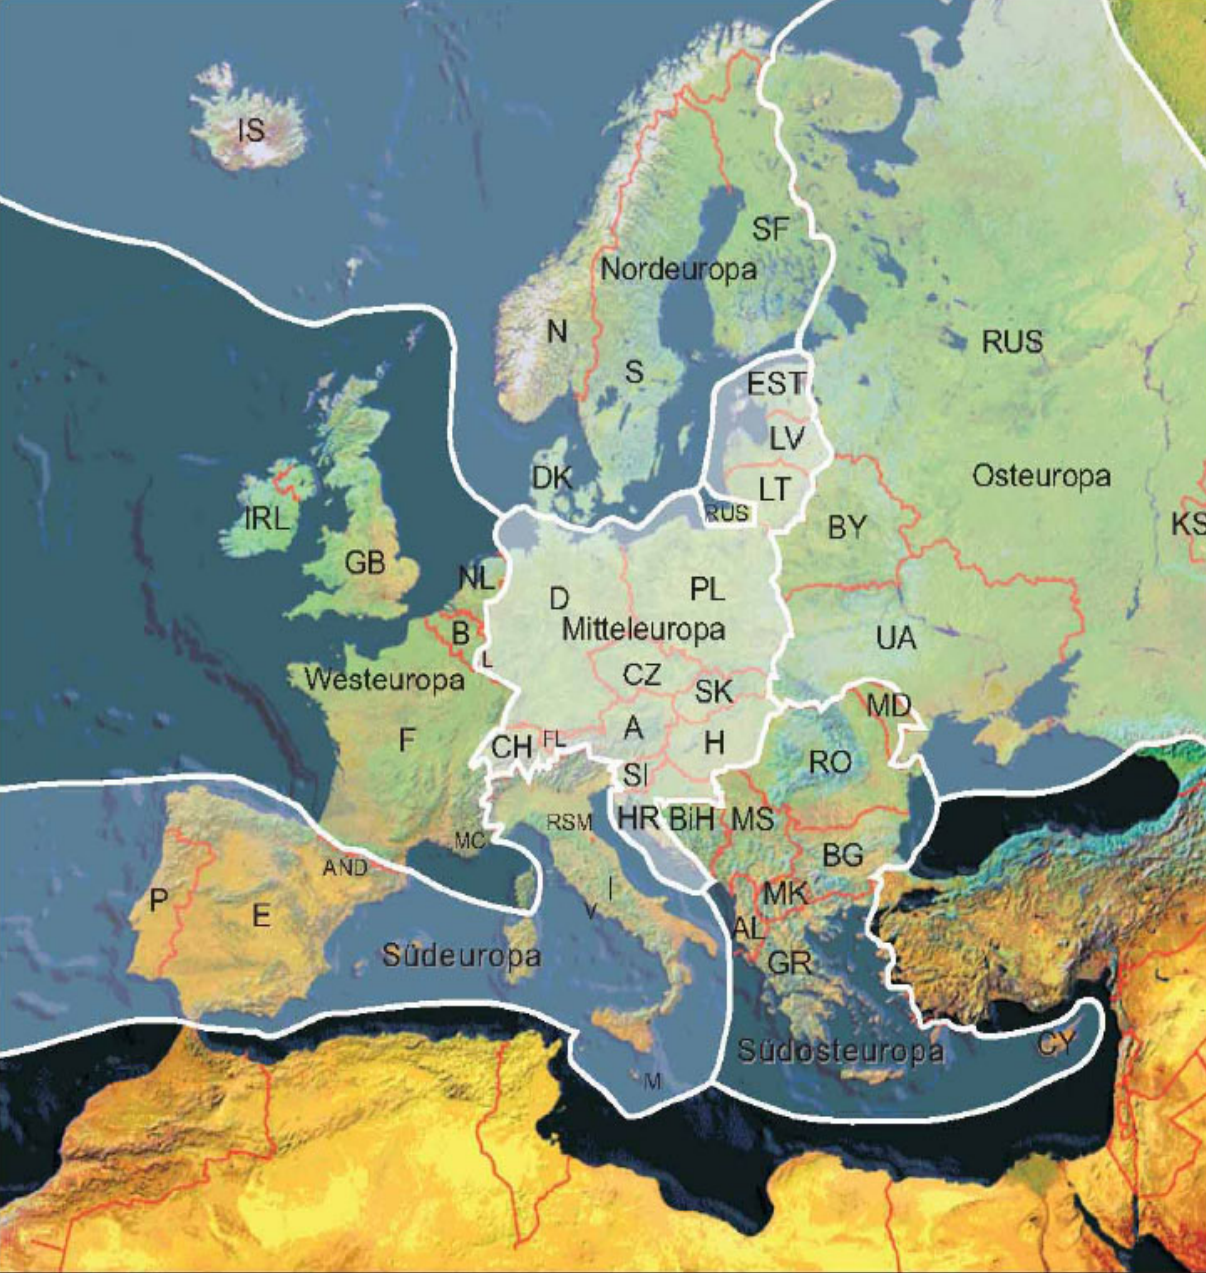 IS
SF
Nordeuropa
N
S
RUS
EST
LV
DK
LT
Osteuropa
RUS
BY
KS
IRL
GB
NL
D
PL
B
Mitteleuropa
UA
L
Westeuropa
CZ
SK
MD
F
A
CH
FL
H
RO
SI
RSM
HR
BiH
MS
MC
AND
BG
P
E
I
V
MK
AL
Südeuropa
GR
Südosteuropa
CY
M